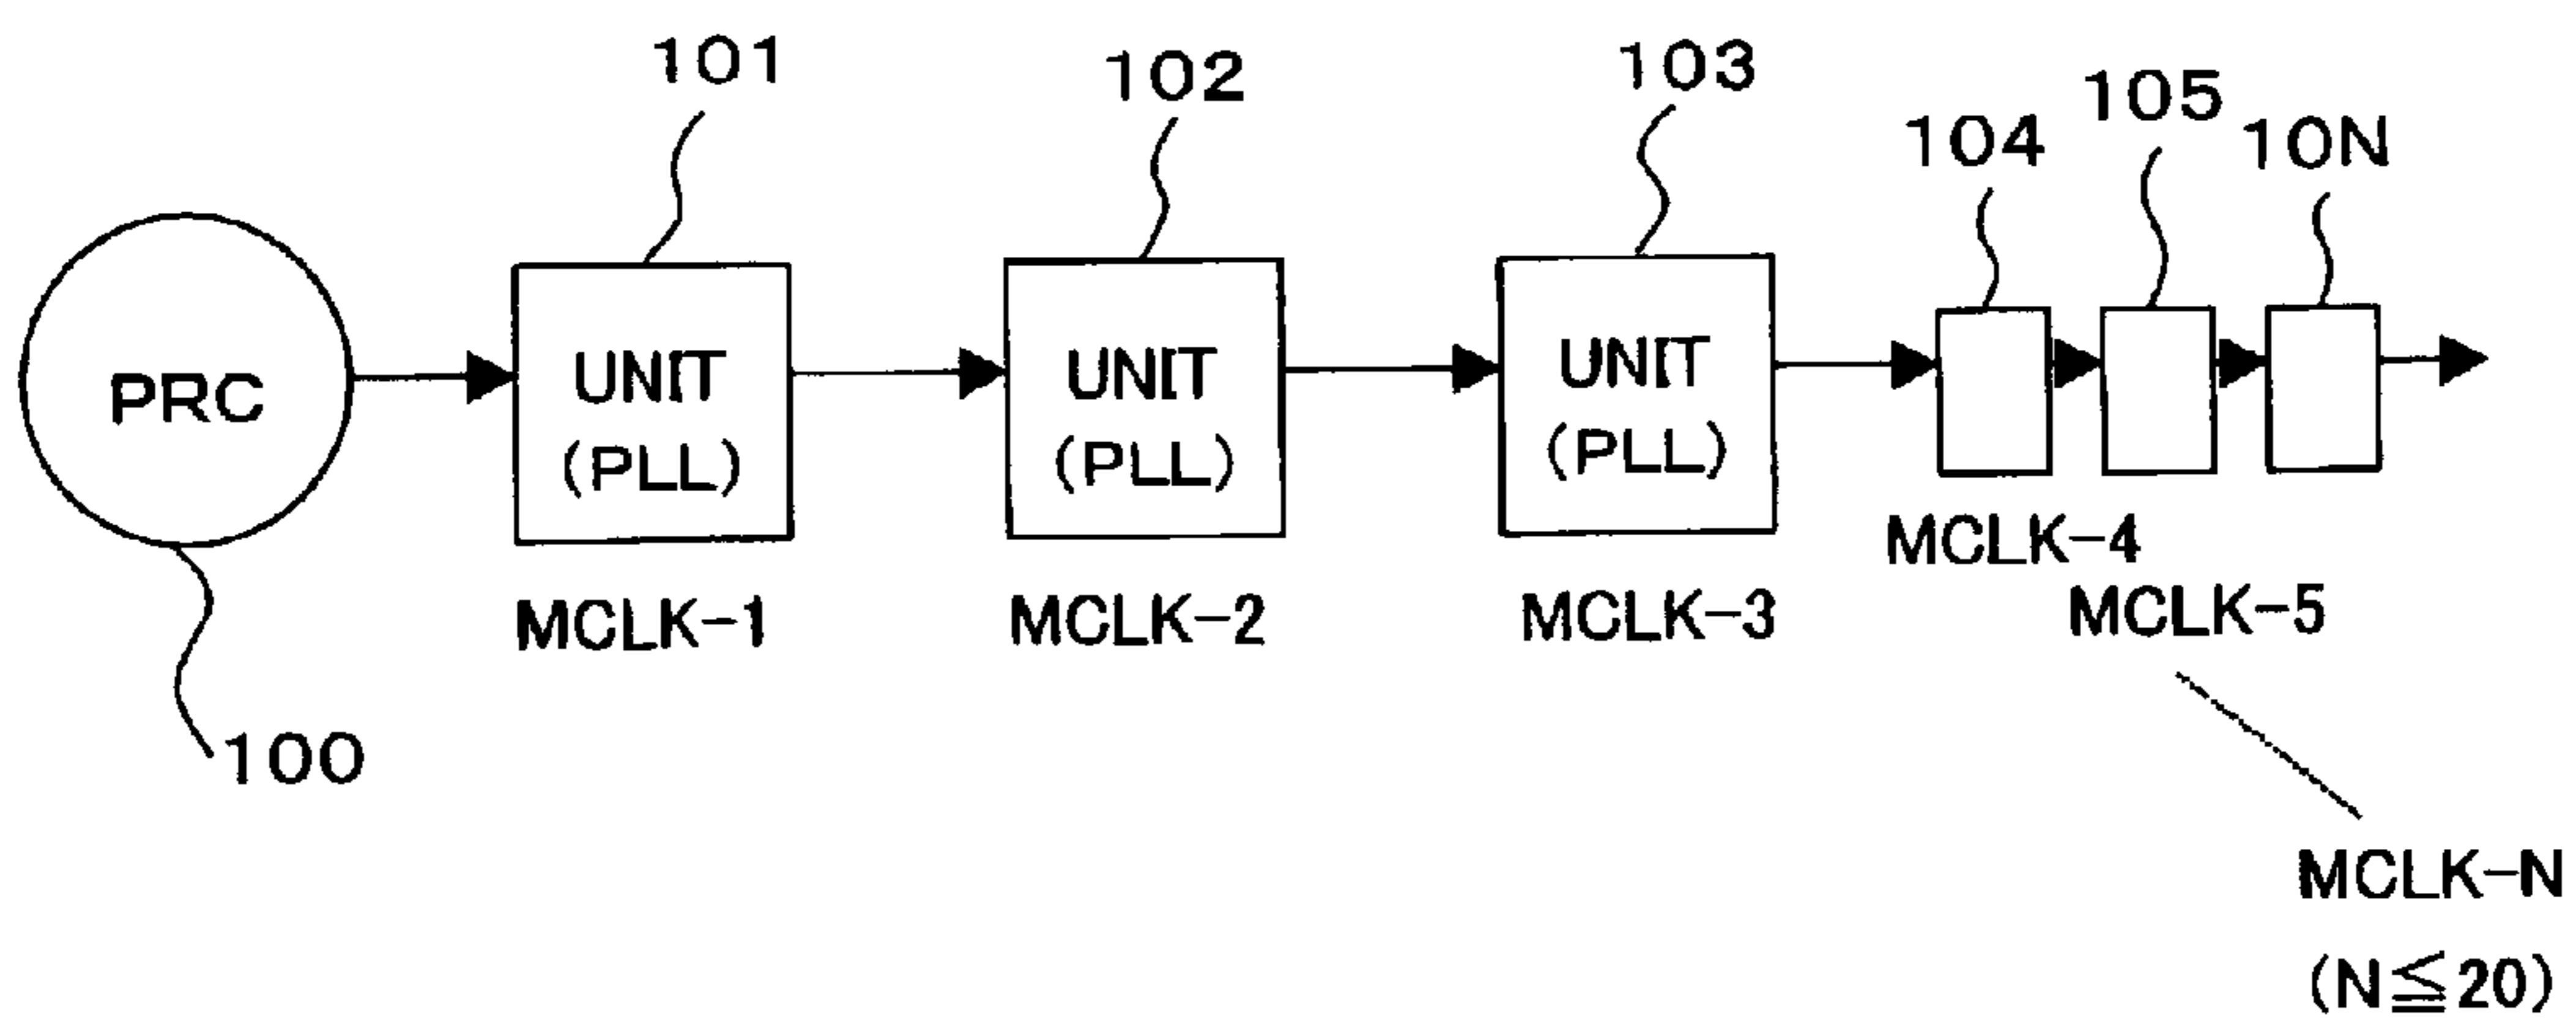 101
102
103
104
105
10N
PRC
UNIT
(PLL)
UNIT
(PLL)
UNIT
(PLL)
MCLK-1
MCLK-2
MCLK-3
MCLK-4
MCLK-5
100
MCLK-N
(N≦20)